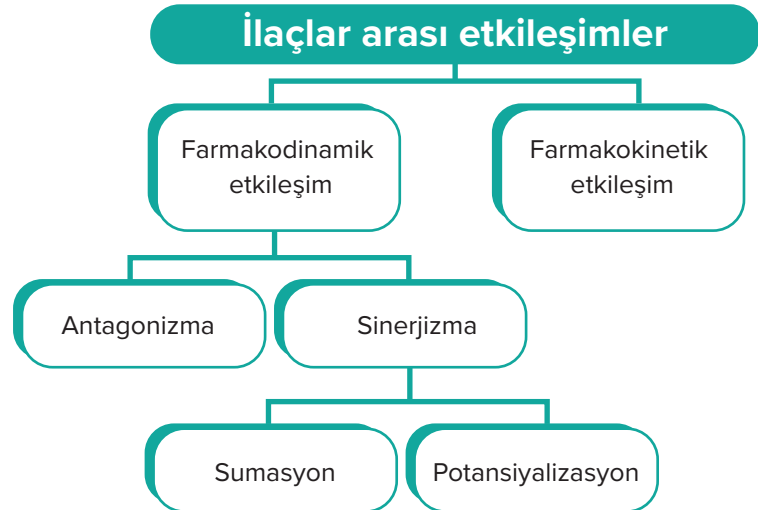 İlaçlar arası etkileşimler
Farmakodinamik
etkileşim
Farmakokinetik
etkileşim
Antagonizma
Sinerjizma
Sumasyon
Potansiyalizasyon